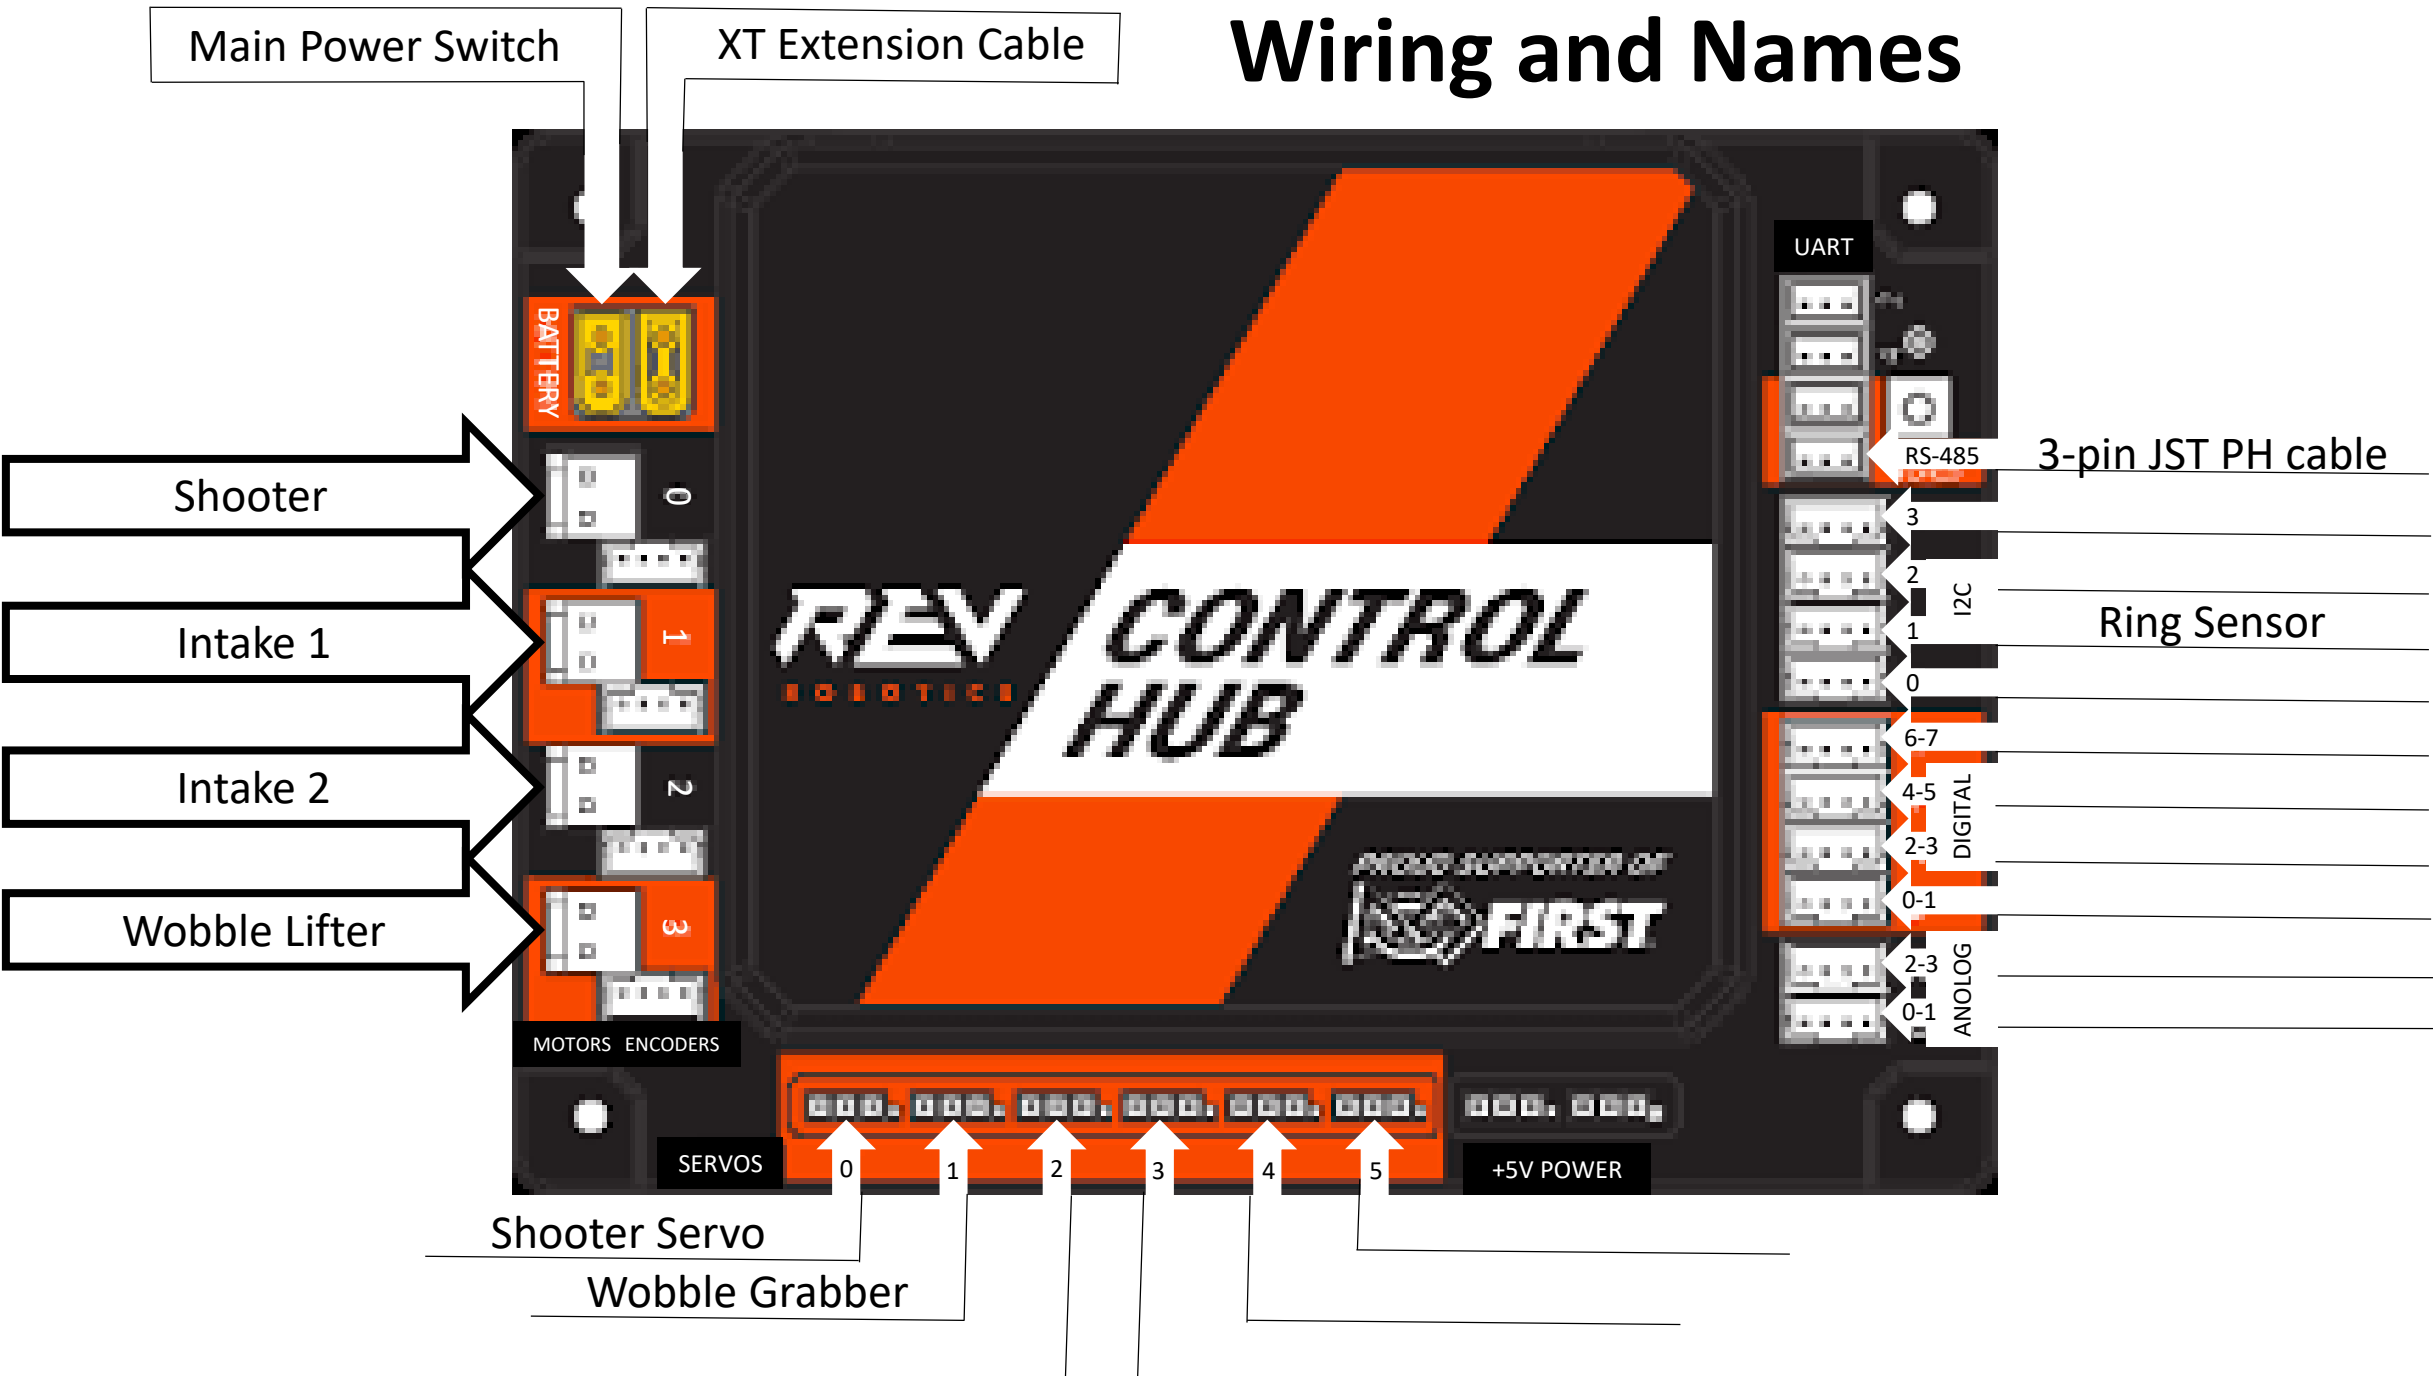 Wiring and Names
Main Power Switch
XT Extension Cable
BATTERY
Shooter
0
Intake 1
1
Intake 2
2
Wobble Lifter
3
MOTORS ENCODERS
REV
ROBOTICS
CONTROL
HUB
PROUD SUPPORTER OF
FIRST
UART
RS-485
3-pin JST PH cable
3
2
1
0
I2C
Ring Sensor
6-7
4-5
2-3
0-1
DIGITAL
2-3
0-1
ANOLOG
SERVOS
0
1
2
3
4
5
+5V POWER
Shooter Servo
Wobble Grabber